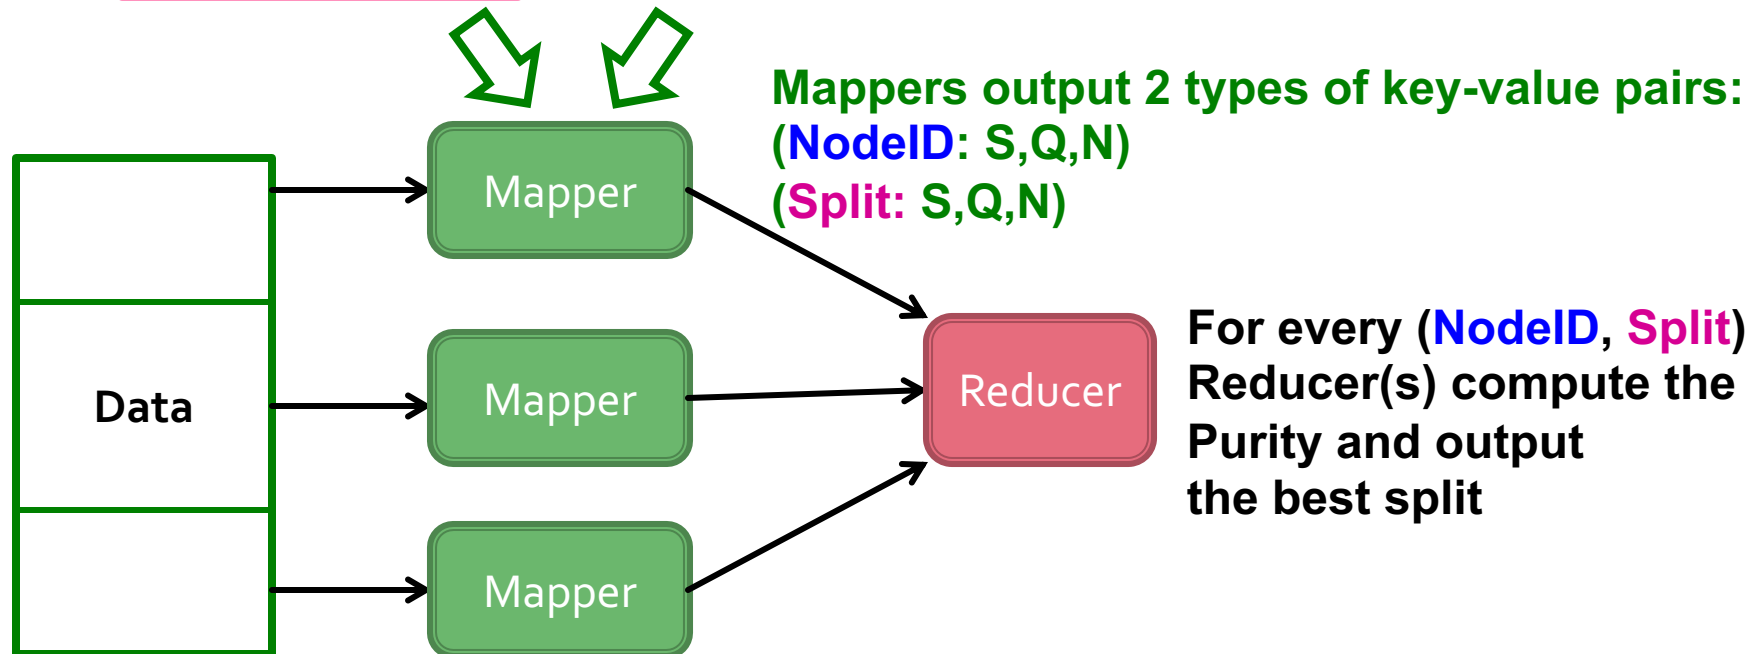 Mappers output 2 types of key-value pairs:
(NodeID: S,Q,N)
(Split: S,Q,N)
Mapper
Data
Mapper
Mapper
Reducer
For every (NodeID, Split)
Reducer(s) compute the
Purity and output
the best split